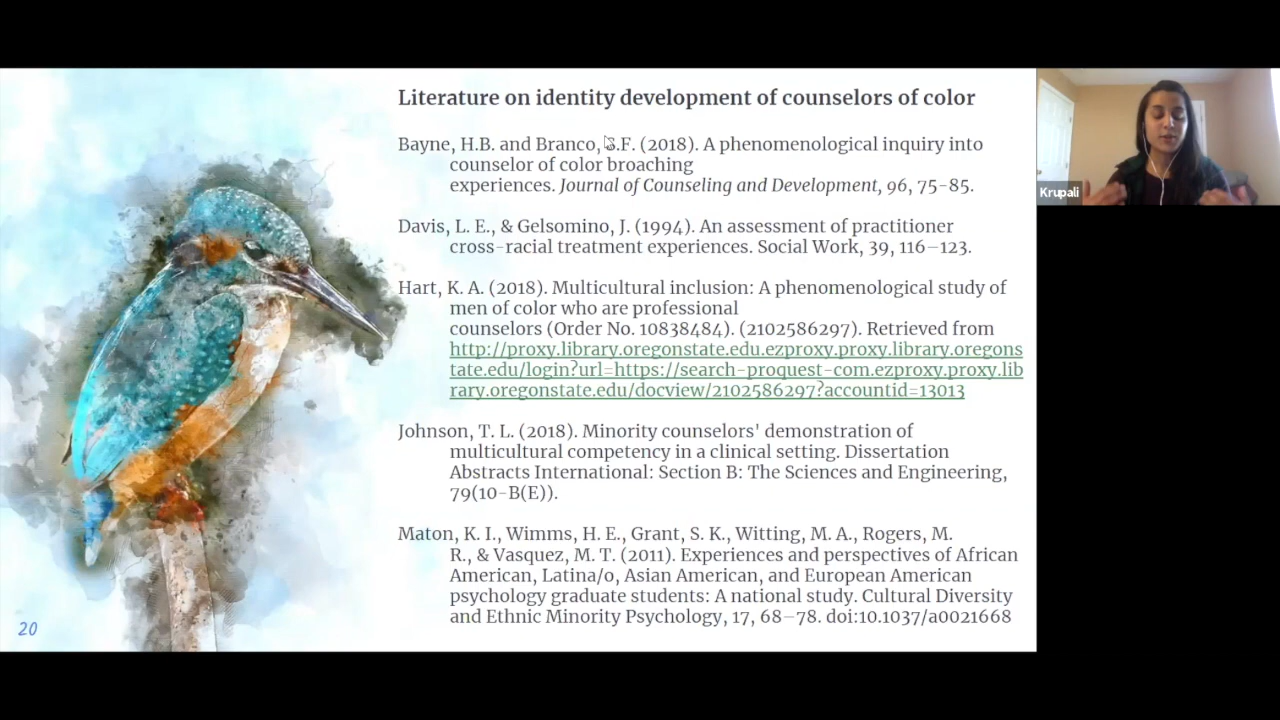 Literature on identity development of counselors of color
Bayne, H.B. and Branco, S.F. (2018). A phenomenological inquiry into
counselor of color broaching
experiences. Journal of Counseling and Development, 96, 75-85.
Davis, L. E., & Gelsomino, J. (1994). An assessment of practitioner
cross-racial treatment experiences. Social Work, 39, 116–123.
Hart, K. A. (2018). Multicultural inclusion: A phenomenological study of
men of color who are professional
counselors (Order No. 10838484). (2102586297). Retrieved from
http://proxy.library.oregonstate.edu.ezproxy.proxy.library.oregons
tate.edu/login?url=https://search-proquest-com.ezproxy.proxy.lib
rary.oregonstate.edu/docview/2102586297?accountid=13013
Johnson, T. L. (2018). Minority counselors' demonstration of
multicultural competency in a clinical setting. Dissertation
Abstracts International: Section B: The Sciences and Engineering,
79(10-B(E)).
Maton, K. I., Wimms, H. E., Grant, S. K., Witting, M. A., Rogers, M.
R., & Vasquez, M. T. (2011). Experiences and perspectives of African
American, Latina/o, Asian American, and European American
psychology graduate students: A national study. Cultural Diversity
and Ethnic Minority Psychology, 17, 68–78. doi:10.1037/a0021668
20
Krupali